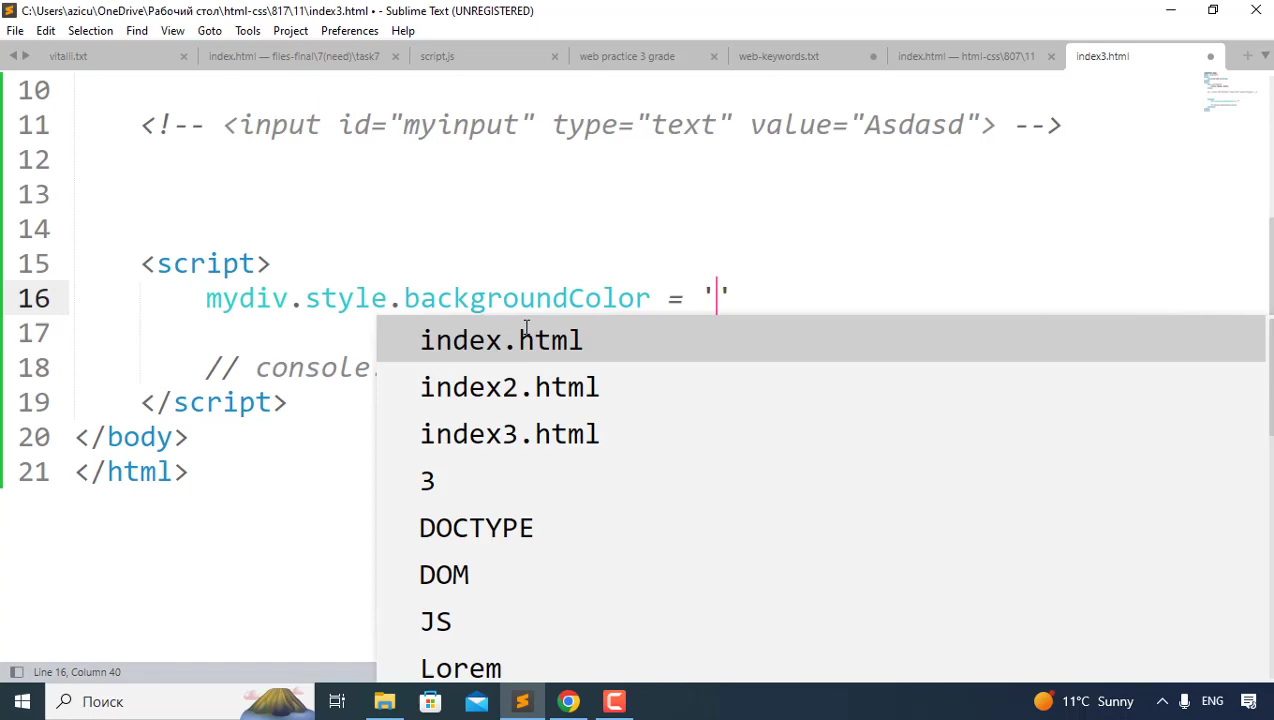 C:\Users\azicu\OneDrive\Рабочий стол\html-css\817\11\index3.html • - Sublime Text (UNREGISTERED)
File Edit Selection Find View Goto Tools Project Preferences Help
vitalii.txt index.html — files-final\7(need)\task7 script.js web practice 3 grade web-keywords.txt index.html — html-css\807\11 index3.html
10
11 <!-- <input id="myinput" type="text" value="Asdasd"> -->
12
13
14
15 <script>
16 mydiv.style.backgroundColor = ''
17
index.html
18 // console.
index2.html
19 </script>
index3.html
20 </body>
21 </html>
3
DOCTYPE
DOM
JS
Lorem
Line 16, Column 40
Поиск
11°C Sunny
ENG